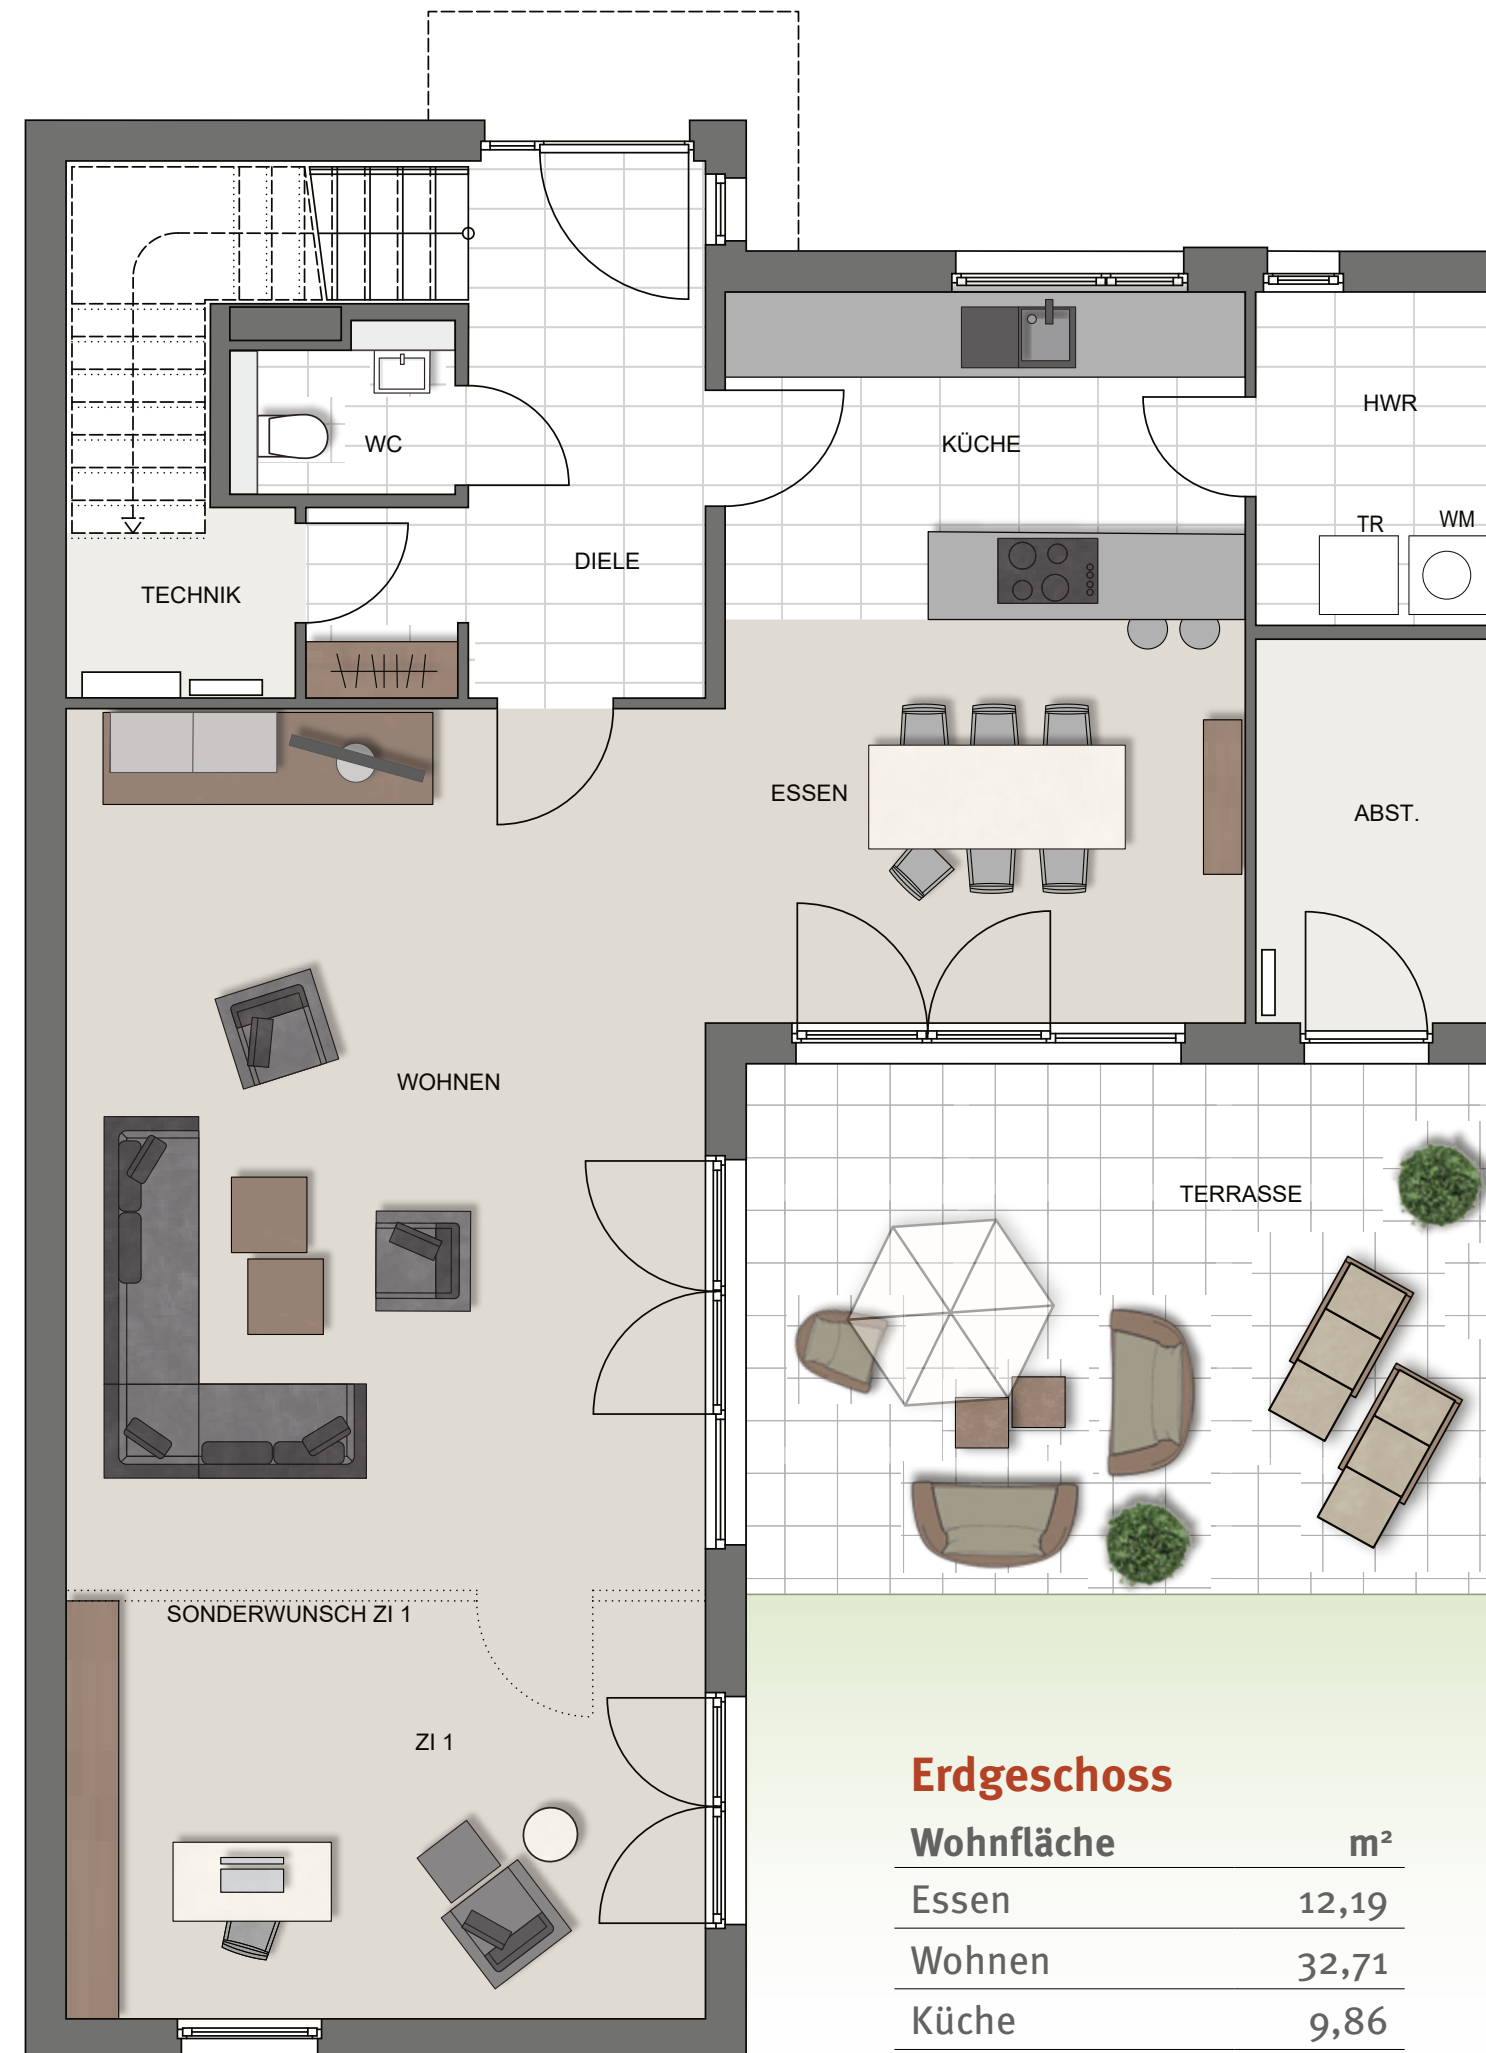 HWR
WC
KÜCHE
TR
WM
DIELE
TECHNIK
ESSEN
ABST.
WOHNEN
TERRASSE
SONDERWUNSCH ZI 1
ZI 1
Erdgeschoss
Wohnfläche m²
Essen 12,19
Wohnen 32,71
Küche 9,86